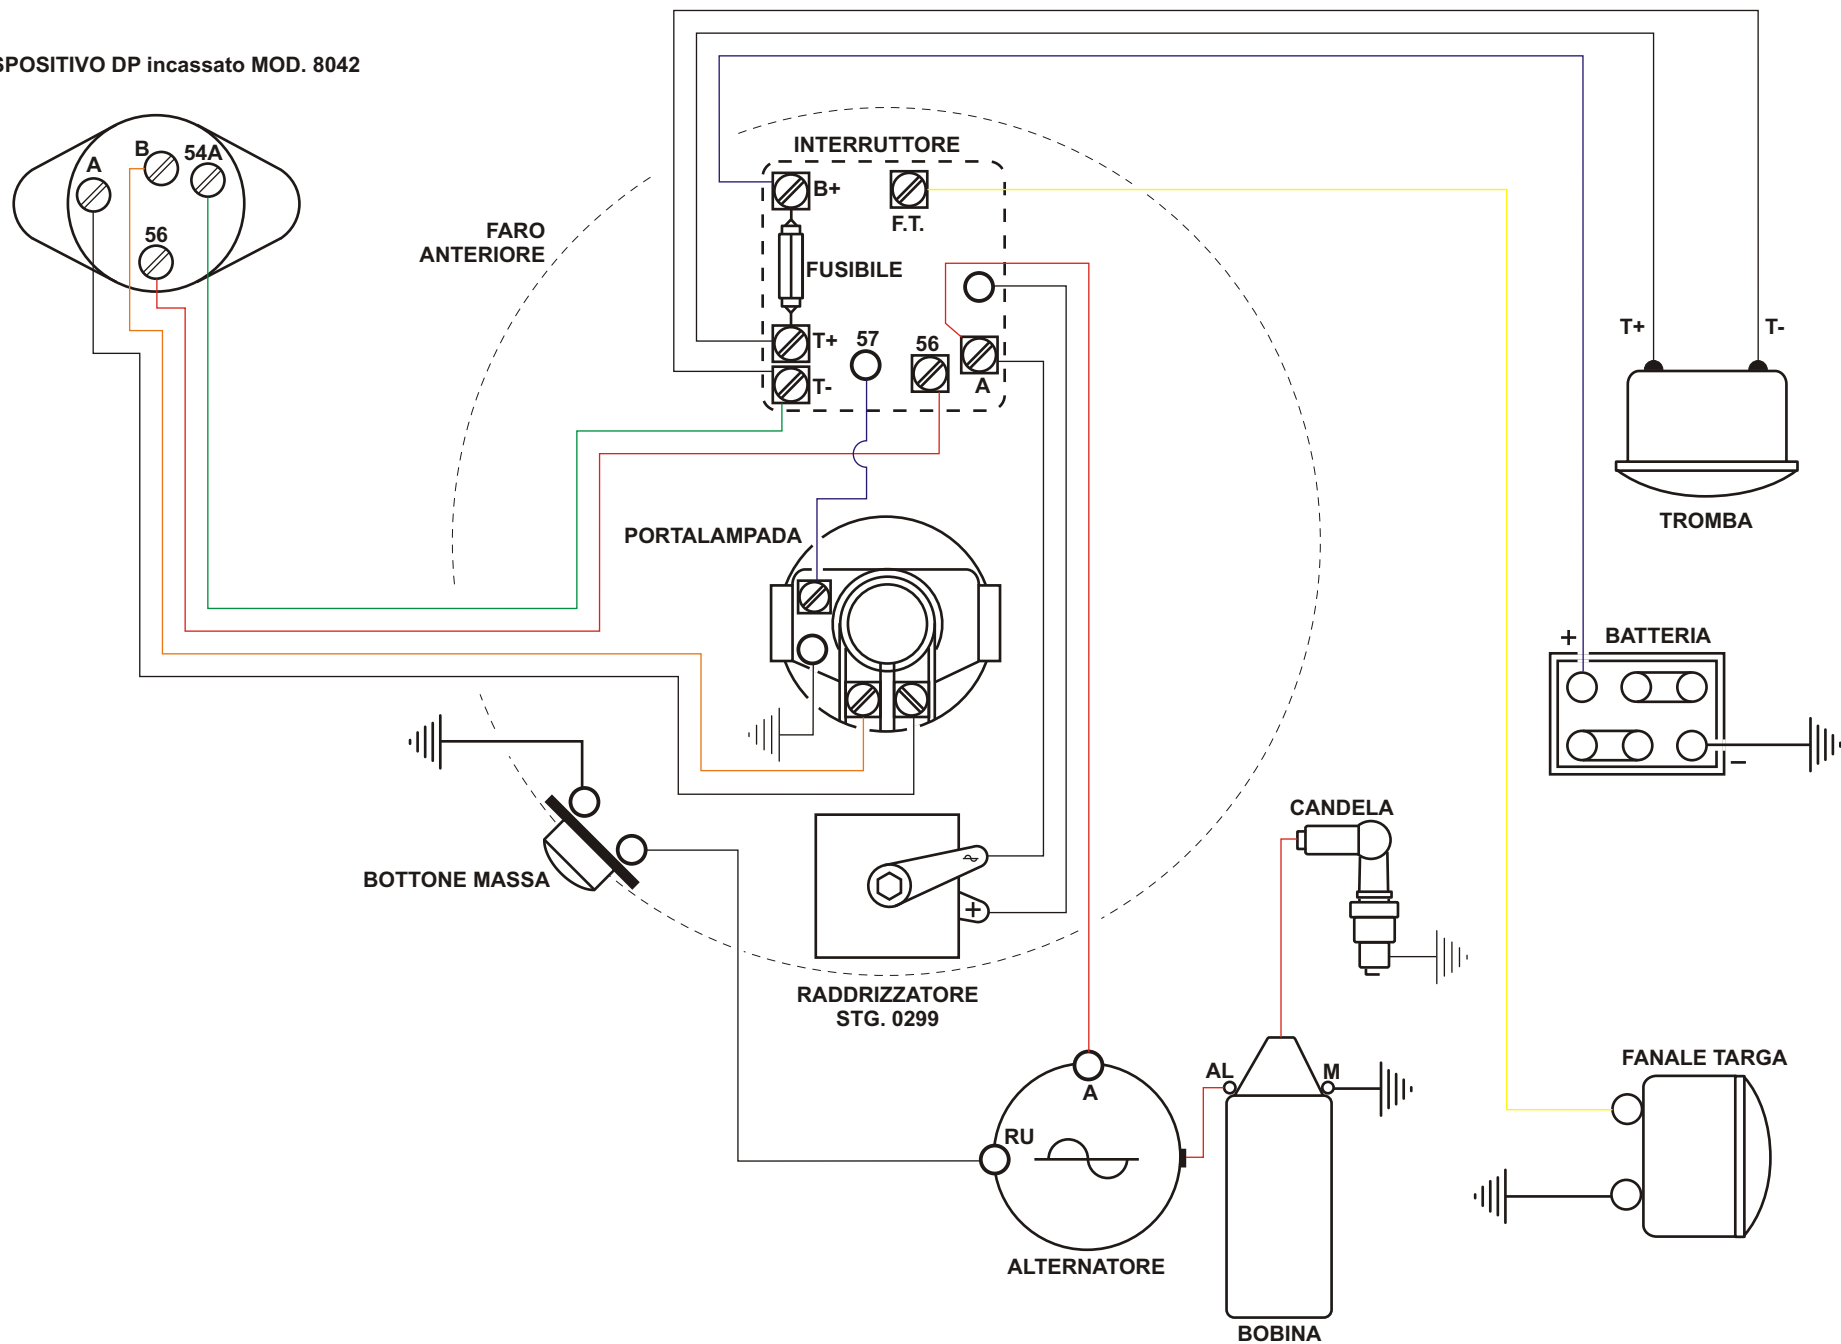 SPOSITIVO DP incassato MOD. 8042
A
B
54A
56
INTERRUTTORE
B+
F.T.
FARO
ANTERIORE
FUSIBILE
T+
57
56
T-
A
T+
T-
TROMBA
PORTALAMPADA
+
BATTERIA
–
BOTTONE MASSA
+
RADDRIZZATORE
STG. 0299
CANDELA
A
RU
ALTERNATORE
AL
M
BOBINA
FANALE TARGA